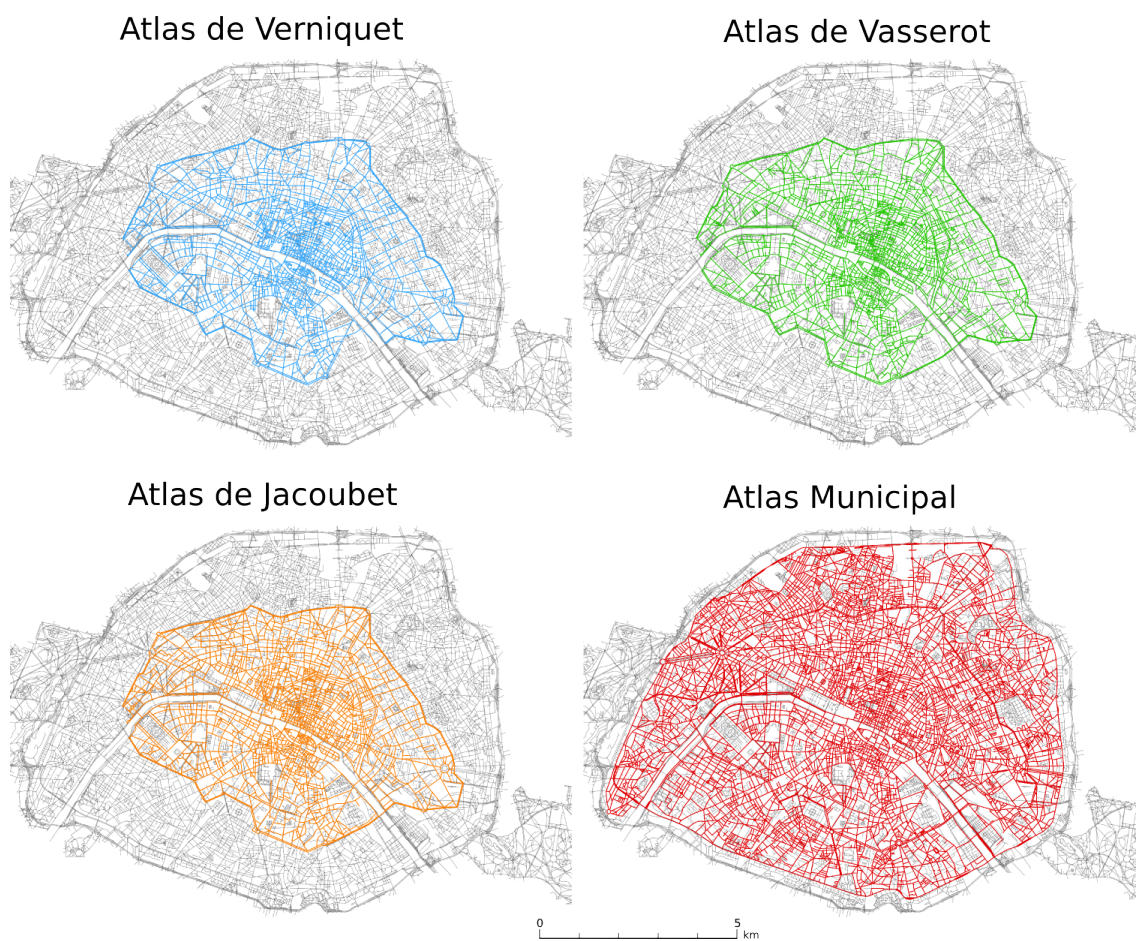 Atlas de Verniquet
Atlas de Vasserot
Atlas de Jacoubet
Atlas Municipal
0 5
km